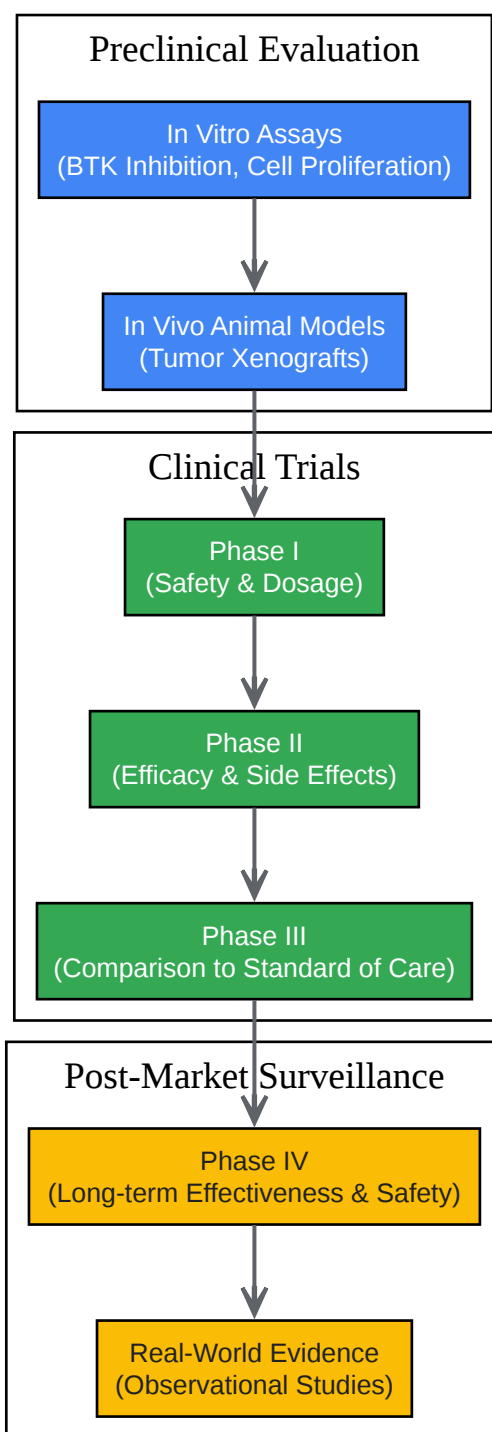 Preclinical Evaluation
In Vitro Assays
(BTK Inhibition, Cell Proliferation)
In Vivo Animal Models
(Tumor Xenografts)
Clinical Trials
Phase I
(Safety & Dosage)
Phase II
(Efficacy & Side Effects)
Phase III
(Comparison to Standard of Care)
Post-Market Surveillance
Phase IV
(Long-term Effectiveness & Safety)
Real-World Evidence
(Observational Studies)